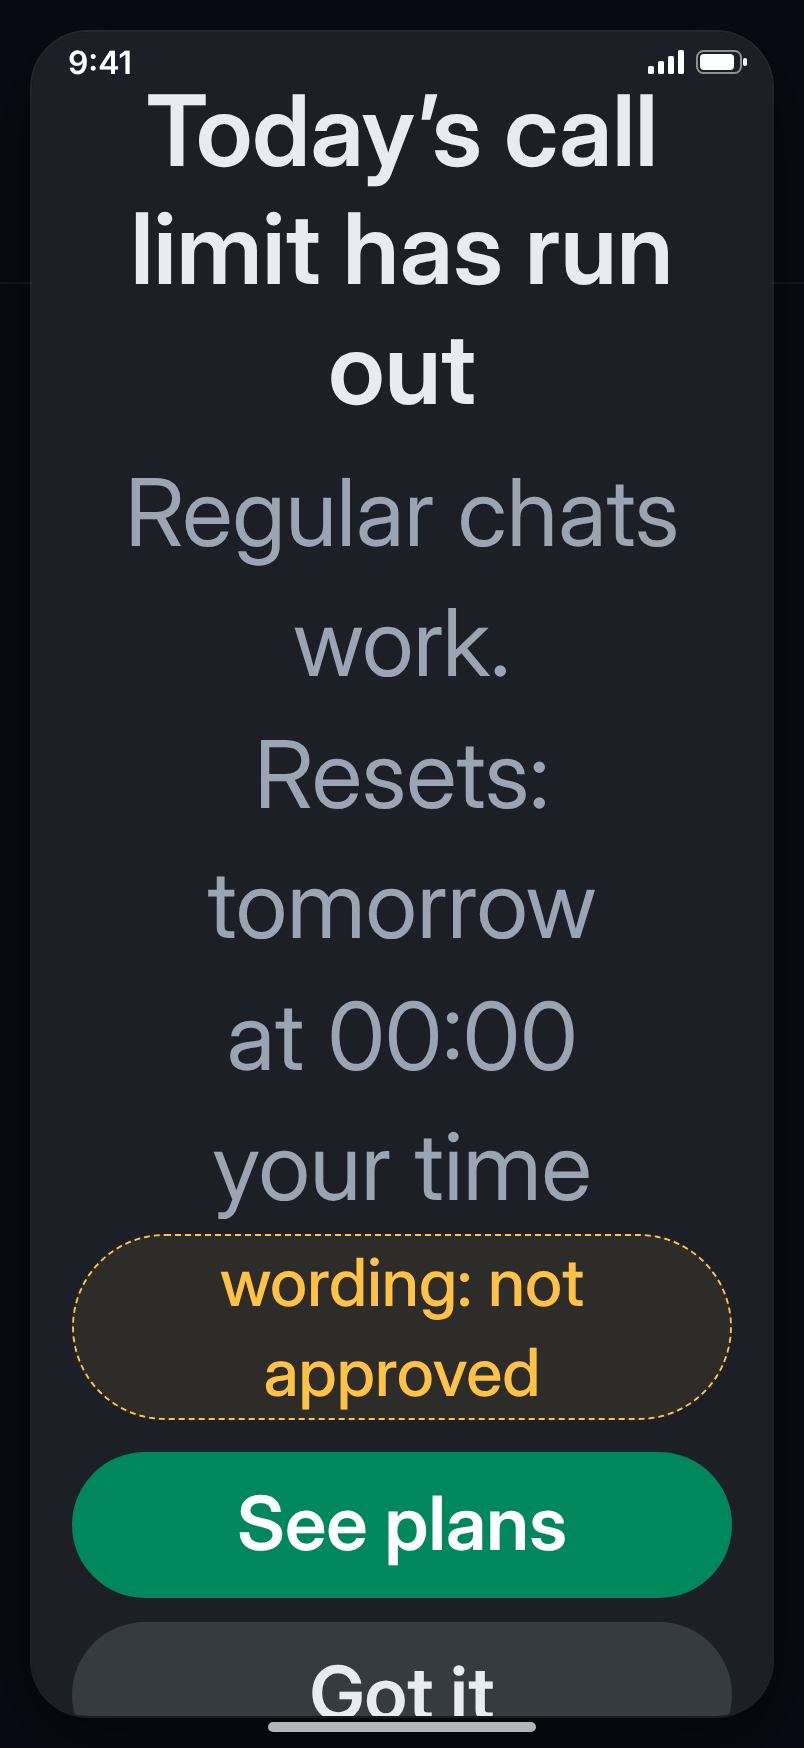 9:41
Today’s call
limit has run
out
Regular chats
work.
Resets:
tomorrow
at 00:00
your time
wording: not
approved
See plans
Got it